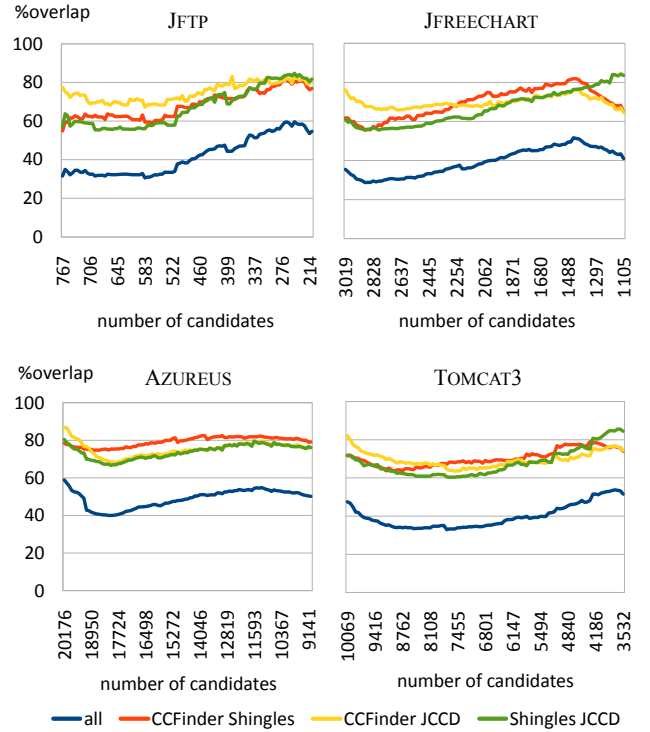 %overlap
JFTP
JFREECHART
100
80
60
40
20
0
767 706 645 583 522 460 399 337 276 214
3019 2828 2637 2445 2254 2062 1871 1680 1488 1297 1105
number of candidates
number of candidates
%overlap
AZUREUS
TOMCAT3
100
80
60
40
20
0
20176 18950 17724 16498 15272 14046 12819 11593 10367 9141
10069 9416 8762 8108 7455 6801 6147 5494 4840 4186 3532
number of candidates
number of candidates
all CCFinder Shingles CCFinder JCCD Shingles JCCD